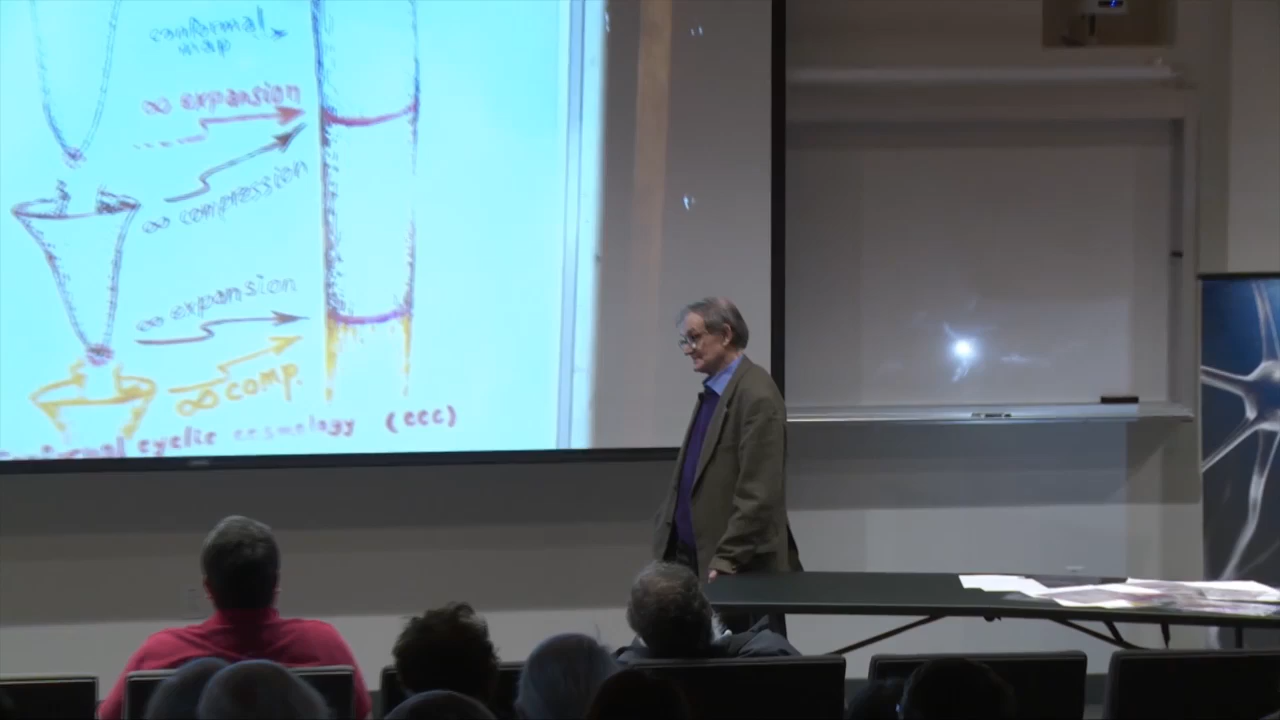 conformal
map
∞ expansion
∞ compression
∞ expansion
∞ comp.
cyclic cosmology (CCC)